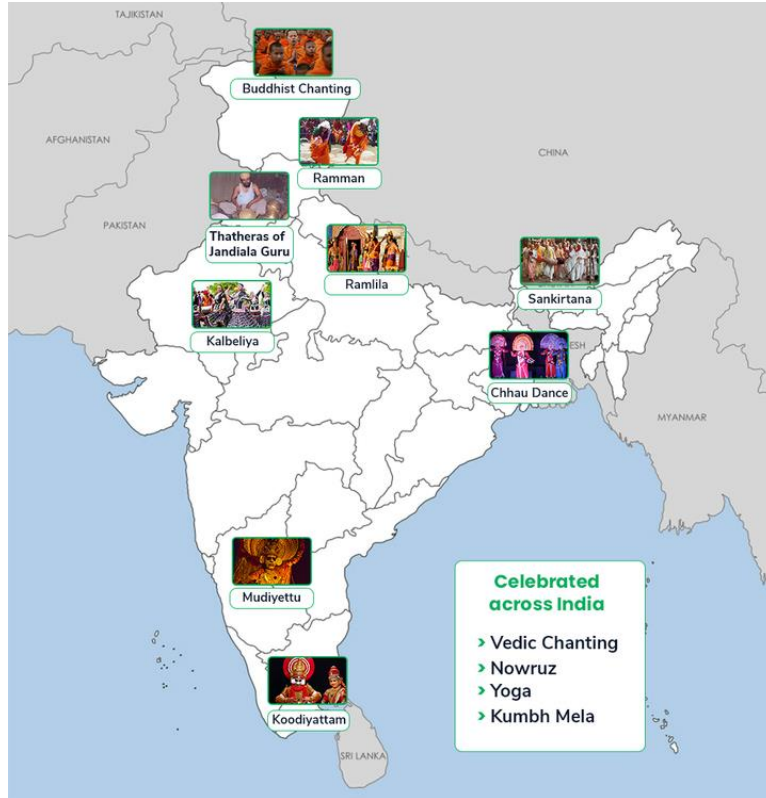 TAJIKISTAN
Buddhist Chanting
AFGHANISTAN
CHINA
Ramman
PAKISTAN
Thatheras of
Jandiala Guru
Ramlila
Sankirtana
Kalbeliya
ESH
Chhau Dance
MYANMAR
Mudiyettu
Celebrated
across India
> Vedic Chanting
> Nowruz
> Yoga
> Kumbh Mela
Koodiyattam
SRI LANKA